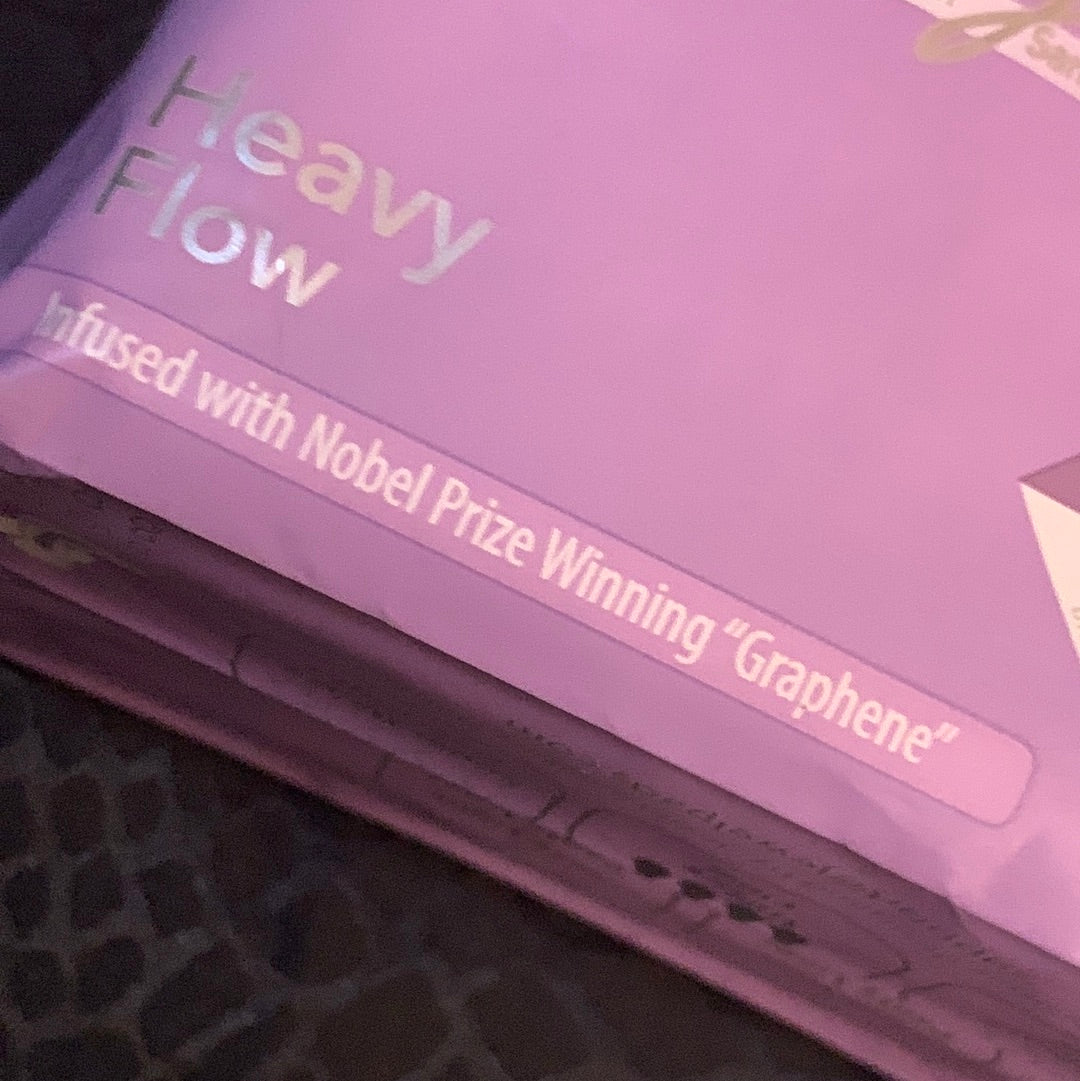 Heavy
Flow
Infused with Nobel Prize Winning “Graphene”